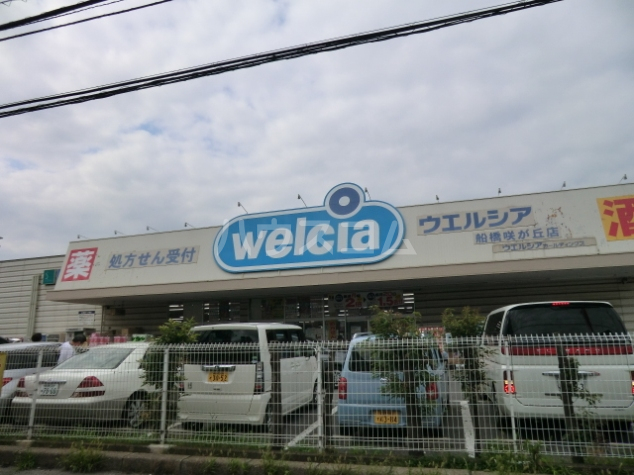 薬
処方せん受付
welcia
ウエルシア
船橋咲が丘店
ウエルシアホールディングス
酒